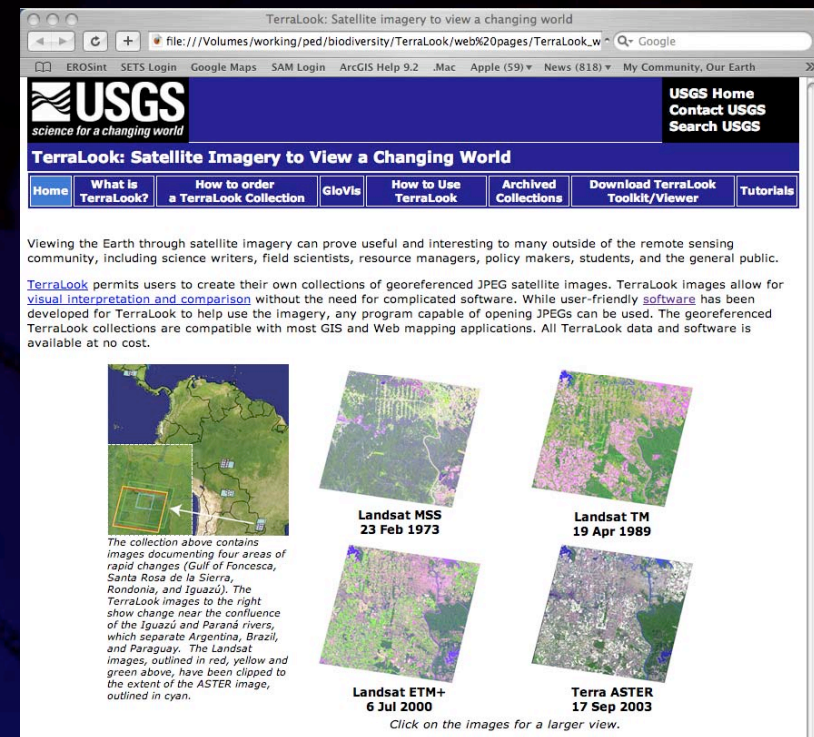 TerraLook: Satellite imagery to view a changing world
file:///Volumes/working/ped/biodiversity/TerraLook/web%20pages/TerraLook_w
Google
EROSint SETS Login Google Maps SAM Login ArcGIS Help 9.2 .Mac Apple (59) News (818) My Community, Our Earth
USGS
science for a changing world
USGS Home
Contact USGS
Search USGS
TerraLook: Satellite Imagery to View a Changing World
Home
What is TerraLook?
How to order a TerraLook Collection
GloVis
How to Use TerraLook
Archived Collections
Download TerraLook Toolkit/Viewer
Tutorials
Viewing the Earth through satellite imagery can prove useful and interesting to many outside of the remote sensing
community, including science writers, field scientists, resource managers, policy makers, students, and the general public.
TerraLook permits users to create their own collections of georeferenced JPEG satellite images. TerraLook images allow for
visual interpretation and comparison without the need for complicated software. While user-friendly software has been
developed for TerraLook to help use the imagery, any program capable of opening JPEGs can be used. The georeferenced
TerraLook collections are compatible with most GIS and Web mapping applications. All TerraLook data and software is
available at no cost.
The collection above contains
images documenting four areas of
rapid changes (Gulf of Foncesca,
Santa Rosa de la Sierra,
Rondonia, and Iguazú). The
TerraLook images to the right
show change near the confluence
of the Iguazú and Paraná rivers,
which separate Argentina, Brazil,
and Paraguay. The Landsat
images, outlined in red, yellow and
green above, have been clipped to
the extent of the ASTER image,
outlined in cyan.
Landsat MSS
23 Feb 1973
Landsat TM
19 Apr 1989
Landsat ETM+
6 Jul 2000
Terra ASTER
17 Sep 2003
Click on the images for a larger view.